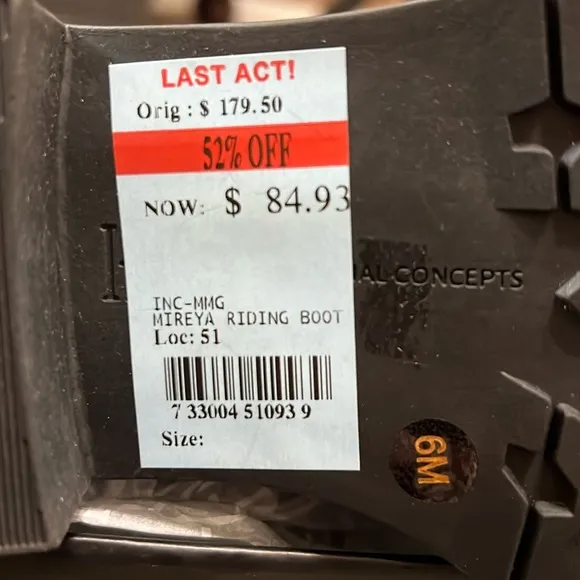 LAST ACT!
Orig : $ 179.50
52% OFF
NOW: $ 84.93
CONCEPTS
INC-MMG
MIREYA RIDING BOOT
Loc: 51
7 33004 51093 9
Size:
6M